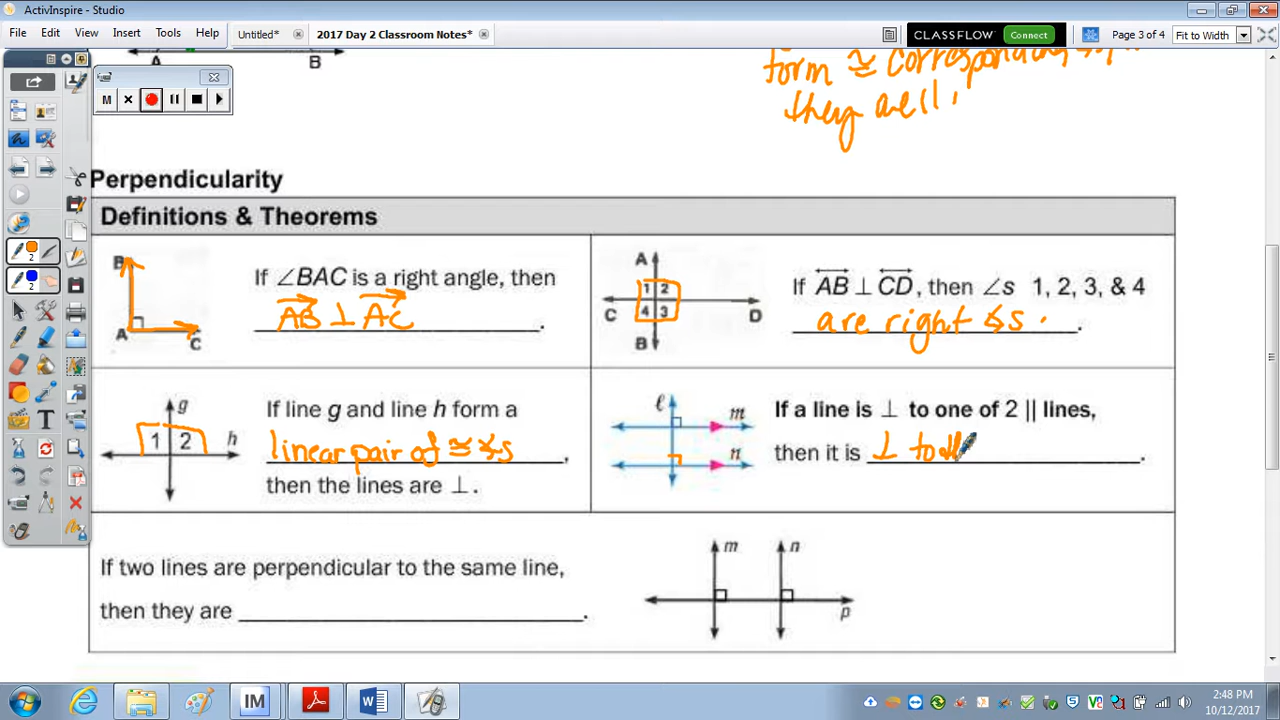 ActivInspire - Studio
File Edit View Insert Tools Help Untitled* 2017 Day 2 Classroom Notes* CLASSFLOW Connect Page 3 of 4 Fit to Width
A B
form ≅ corresponding
they are || .
M
Perpendicularity
Definitions & Theorems
B A C
If ∠BAC is a right angle, then
AB ⊥ AC .
A 1 2 C 4 3 D B
If AB ⊥ CD, then ∠s 1, 2, 3, & 4
are right ∡s .
g 1 2 h
If line g and line h form a
linear pair of ≅ ∡s ,
then the lines are ⊥.
ℓ m n
If a line is ⊥ to one of 2 || lines,
then it is ⊥ to th .
If two lines are perpendicular to the same line,
then they are .
m n p
2 2
T
IM
W
2:48 PM
10/12/2017